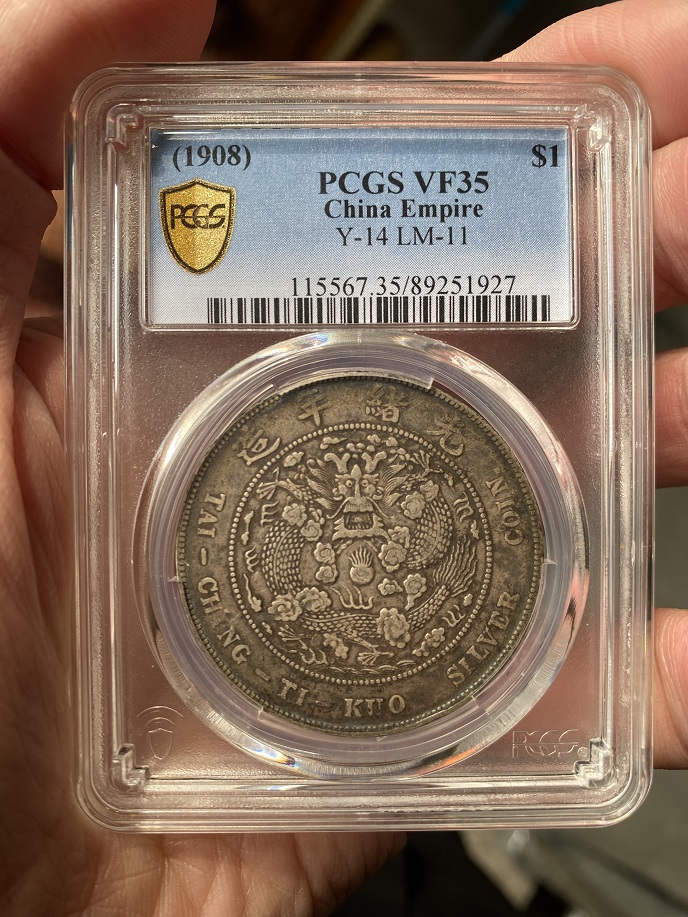 (1908) $1
PCGS VF35
China Empire
Y-14 LM-11
PCGS
115567.35/89251927
造年緒光
TAI-CHING-TI-KUO SILVER COIN.
PCGS